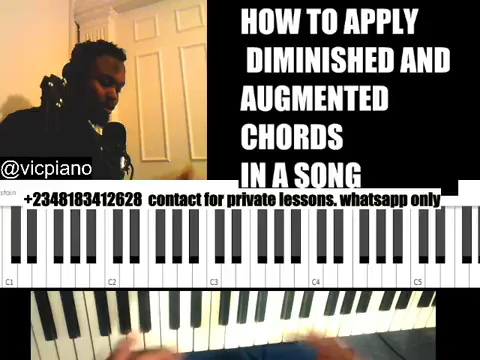 HOW TO APPLY
DIMINISHED AND
AUGMENTED
CHORDS
IN A SONG
@vicpiano
stain
+2348183412628 contact for private lessons. whatsapp only
C1 C2 C3 C4 C5